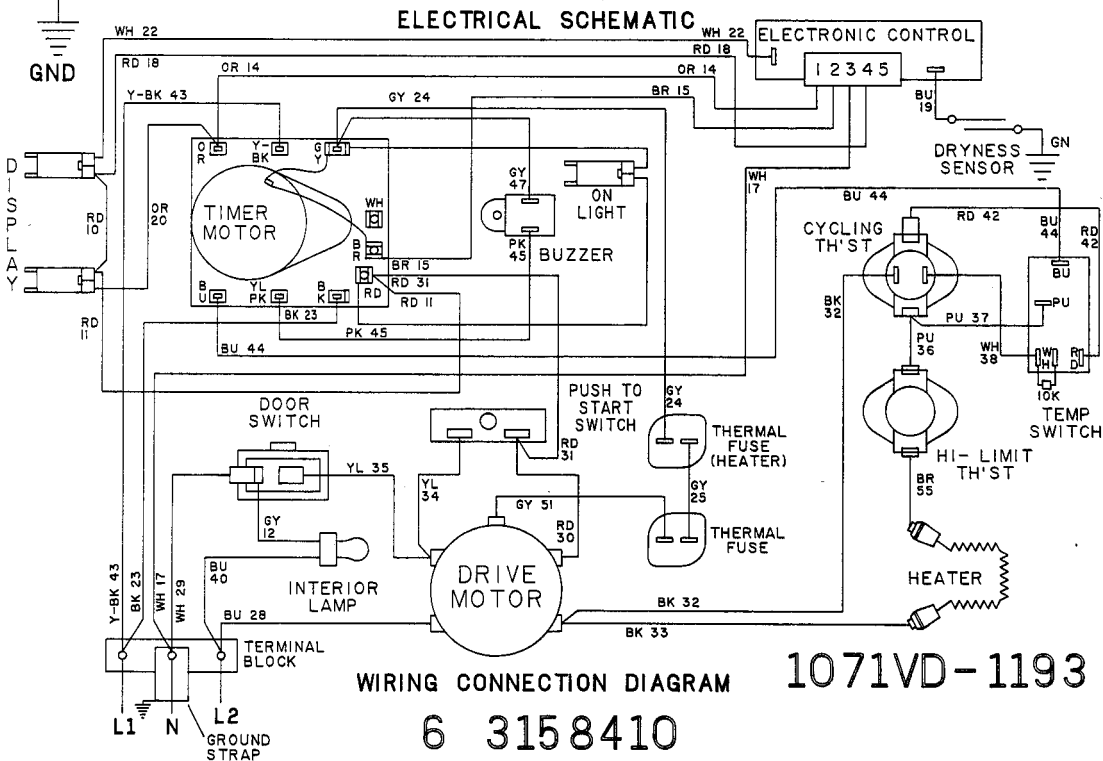 ELECTRICAL SCHEMATIC
GND
WH 22
RD 18
OR 14
Y-BK 43
GY 24
WH 22
RD 18
OR 14
BR 15
ELECTRONIC CONTROL
1 2 3 4 5
BU
19
GN
DRYNESS
SENSOR
DISPLAY
RD
10
RD
11
OR
20
O
R
Y-
BK
G
Y
WH
B
R
RD
B
U
YL
PK
B
K
TIMER
MOTOR
BR 15
RD 31
RD 11
BK 23
PK 45
BU 44
GY
47
PK
45
BUZZER
ON
LIGHT
WH
17
BU 44
RD 42
BU
44
RD
42
CYCLING
TH'ST
BK
32
BU
PU
PU 37
PU
36
WH
38
W
H
R
D
10K
TEMP
SWITCH
HI- LIMIT
TH'ST
BR
55
HEATER
DOOR
SWITCH
YL 35
GY
12
INTERIOR
LAMP
BU
40
BU 28
PUSH TO
START
SWITCH
RD
31
YL
34
RD
30
GY
24
THERMAL
FUSE
(HEATER)
GY
25
GY 51
THERMAL
FUSE
DRIVE
MOTOR
BK 32
BK 33
Y-BK 43
BK 23
WH 17
WH 29
TERMINAL
BLOCK
L1
N
L2
GROUND
STRAP
WIRING CONNECTION DIAGRAM
6 3158410
1071VD-1193